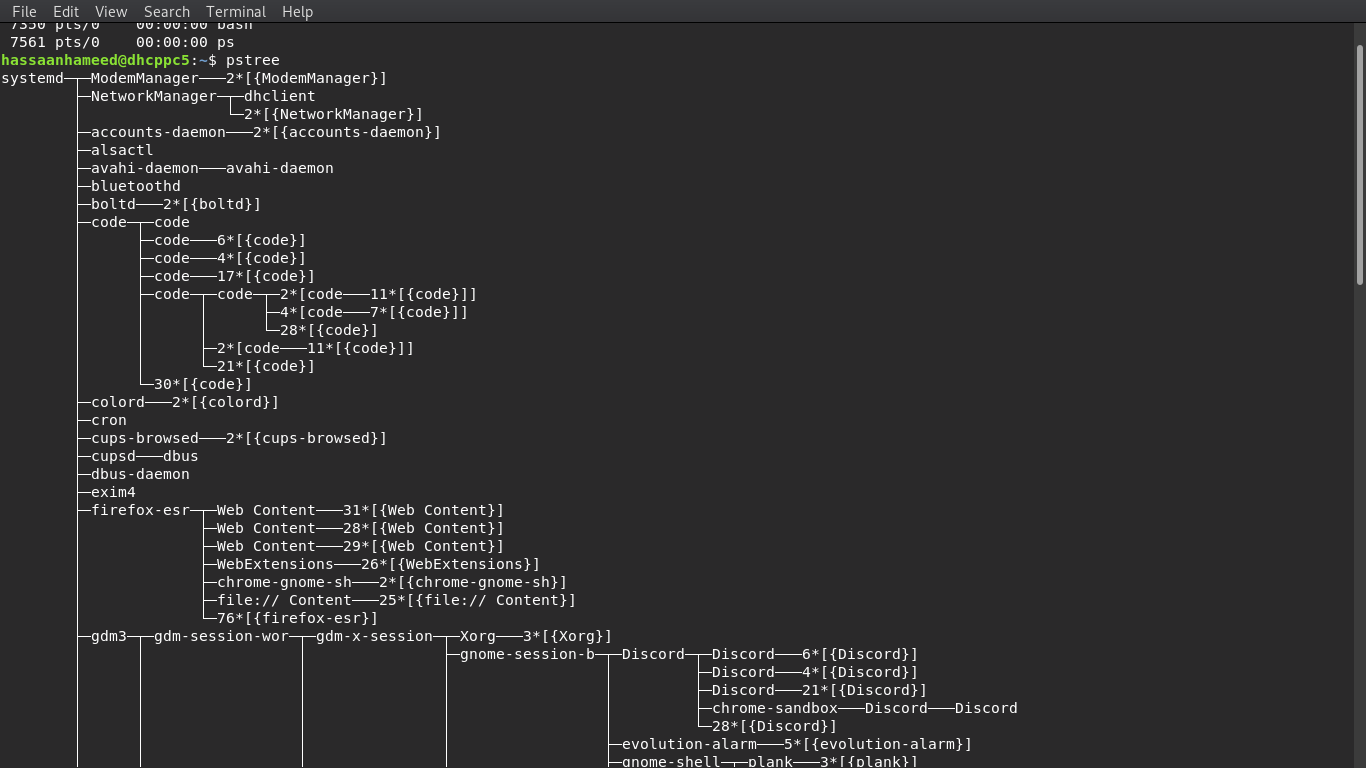 File Edit View Search Terminal Help
 7350 pts/0    00:00:00 bash
 7561 pts/0    00:00:00 ps
hassaanhameed@dhcppc5:~$ pstree
systemd─┬─ModemManager───2*[{ModemManager}]
        ├─NetworkManager─┬─dhclient
        │                └─2*[{NetworkManager}]
        ├─accounts-daemon───2*[{accounts-daemon}]
        ├─alsactl
        ├─avahi-daemon───avahi-daemon
        ├─bluetoothd
        ├─boltd───2*[{boltd}]
        ├─code─┬─code
        │      ├─code───6*[{code}]
        │      ├─code───4*[{code}]
        │      ├─code───17*[{code}]
        │      ├─code─┬─code─┬─2*[code───11*[{code}]]
        │      │      │      ├─4*[code───7*[{code}]]
        │      │      │      └─28*[{code}]
        │      │      ├─2*[code───11*[{code}]]
        │      │      └─21*[{code}]
        │      └─30*[{code}]
        ├─colord───2*[{colord}]
        ├─cron
        ├─cups-browsed───2*[{cups-browsed}]
        ├─cupsd───dbus
        ├─dbus-daemon
        ├─exim4
        ├─firefox-esr─┬─Web Content───31*[{Web Content}]
        │             ├─Web Content───28*[{Web Content}]
        │             ├─Web Content───29*[{Web Content}]
        │             ├─WebExtensions───26*[{WebExtensions}]
        │             ├─chrome-gnome-sh───2*[{chrome-gnome-sh}]
        │             ├─file:// Content───25*[{file:// Content}]
        │             └─76*[{firefox-esr}]
        ├─gdm3─┬─gdm-session-wor─┬─gdm-x-session─┬─Xorg───3*[{Xorg}]
        │      │                 │               ├─gnome-session-b─┬─Discord─┬─Discord───6*[{Discord}]
        │      │                 │               │                 │         ├─Discord───4*[{Discord}]
        │      │                 │               │                 │         ├─Discord───21*[{Discord}]
        │      │                 │               │                 │         ├─chrome-sandbox───Discord───Discord
        │      │                 │               │                 │         └─28*[{Discord}]
        │      │                 │               │                 ├─evolution-alarm───5*[{evolution-alarm}]
        │      │                 │               │                 ├─gnome-shell─┬─plank───3*[{plank}]